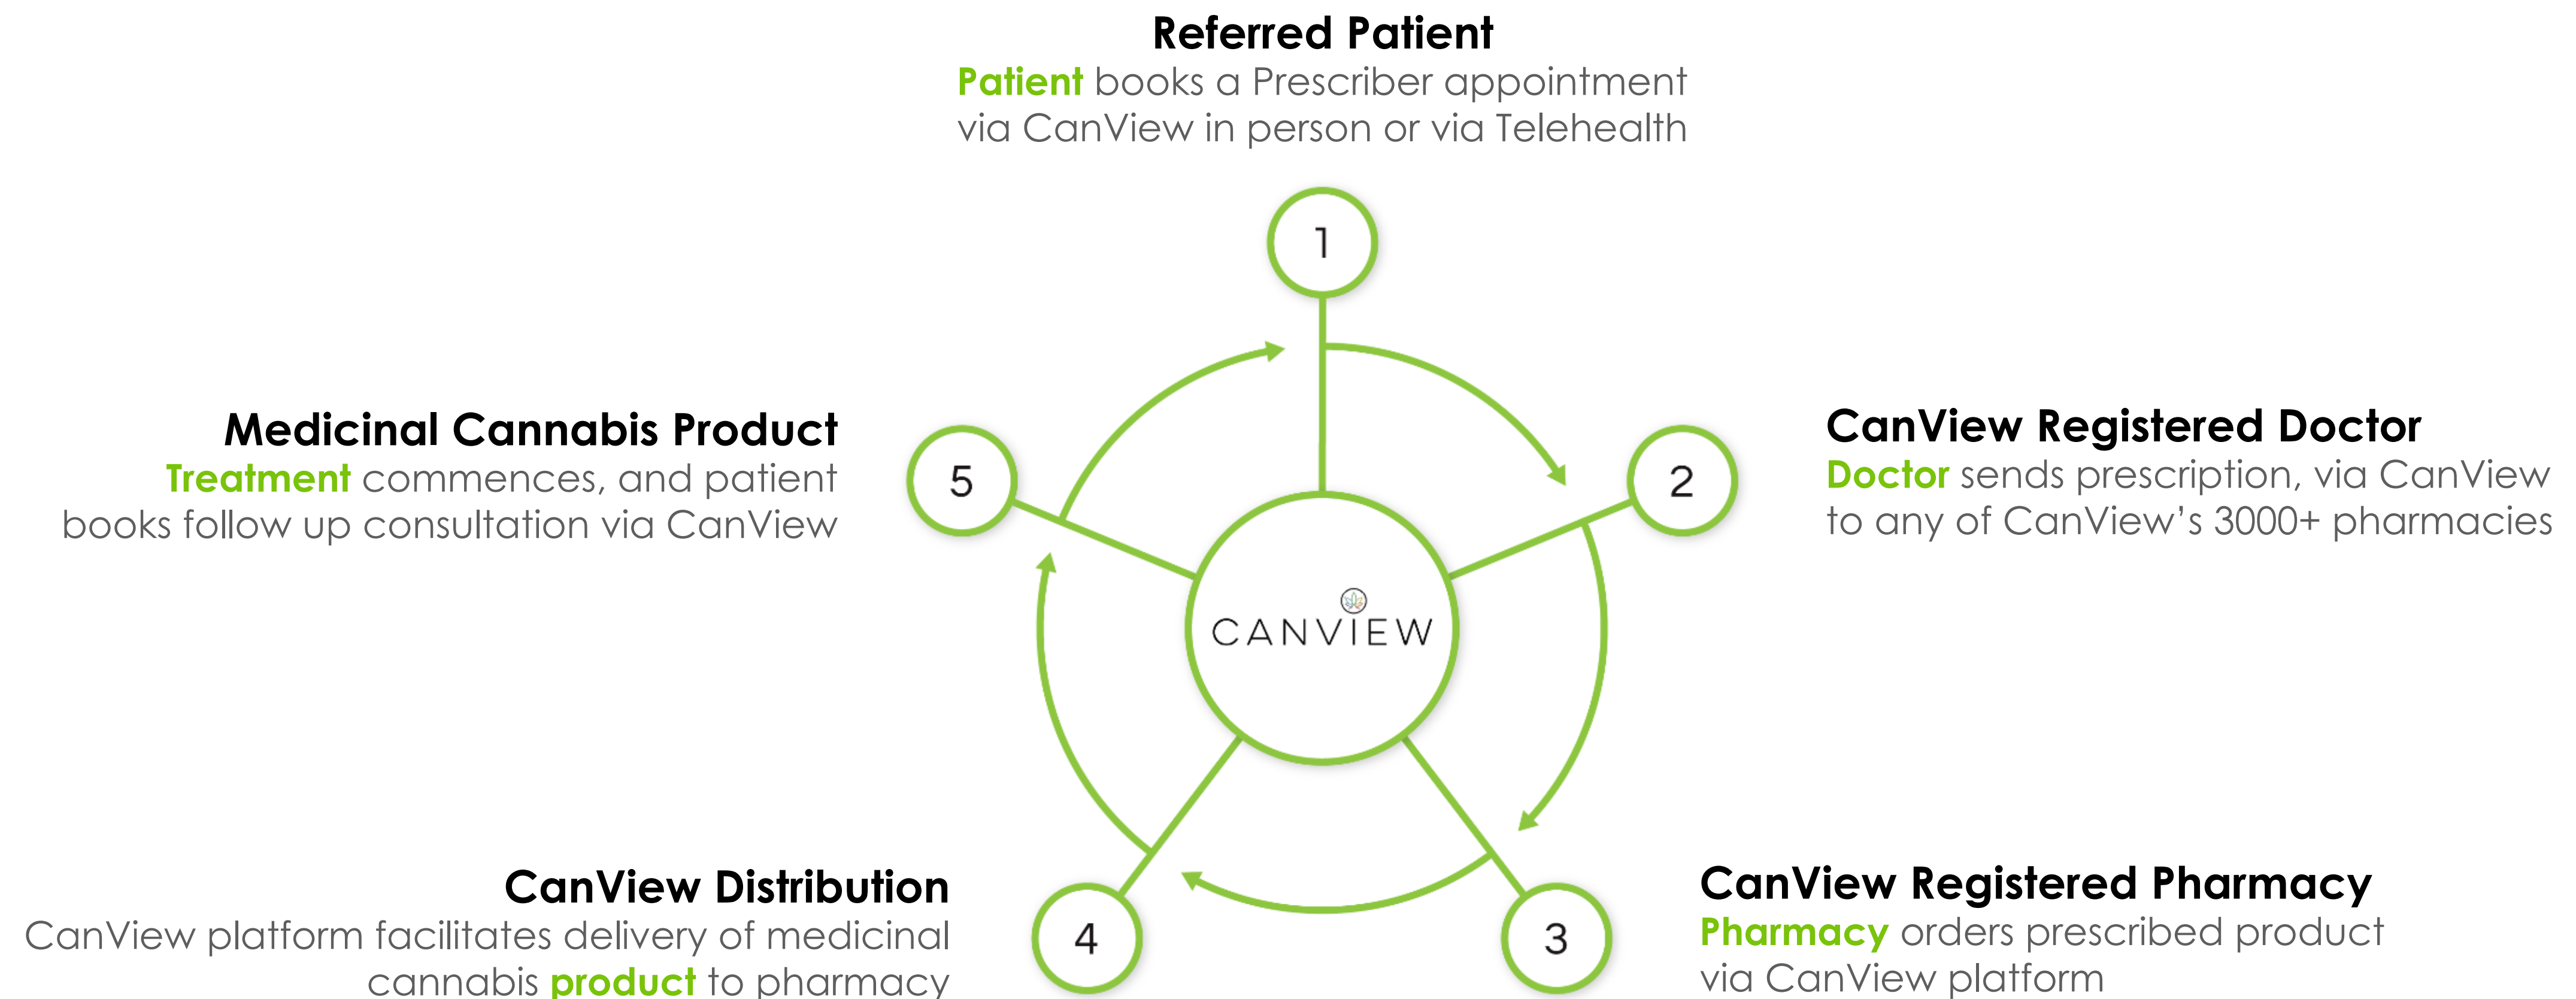 Referred Patient
Patient books a Prescriber appointment
via CanView in person or via Telehealth
1
Medicinal Cannabis Product
Treatment commences, and patient
books follow up consultation via CanView
5
2
CanView Registered Doctor
Doctor sends prescription, via CanView
to any of CanView’s 3000+ pharmacies
CANVIEW
CanView Distribution
CanView platform facilitates delivery of medicinal
cannabis product to pharmacy
4
3
CanView Registered Pharmacy
Pharmacy orders prescribed product
via CanView platform